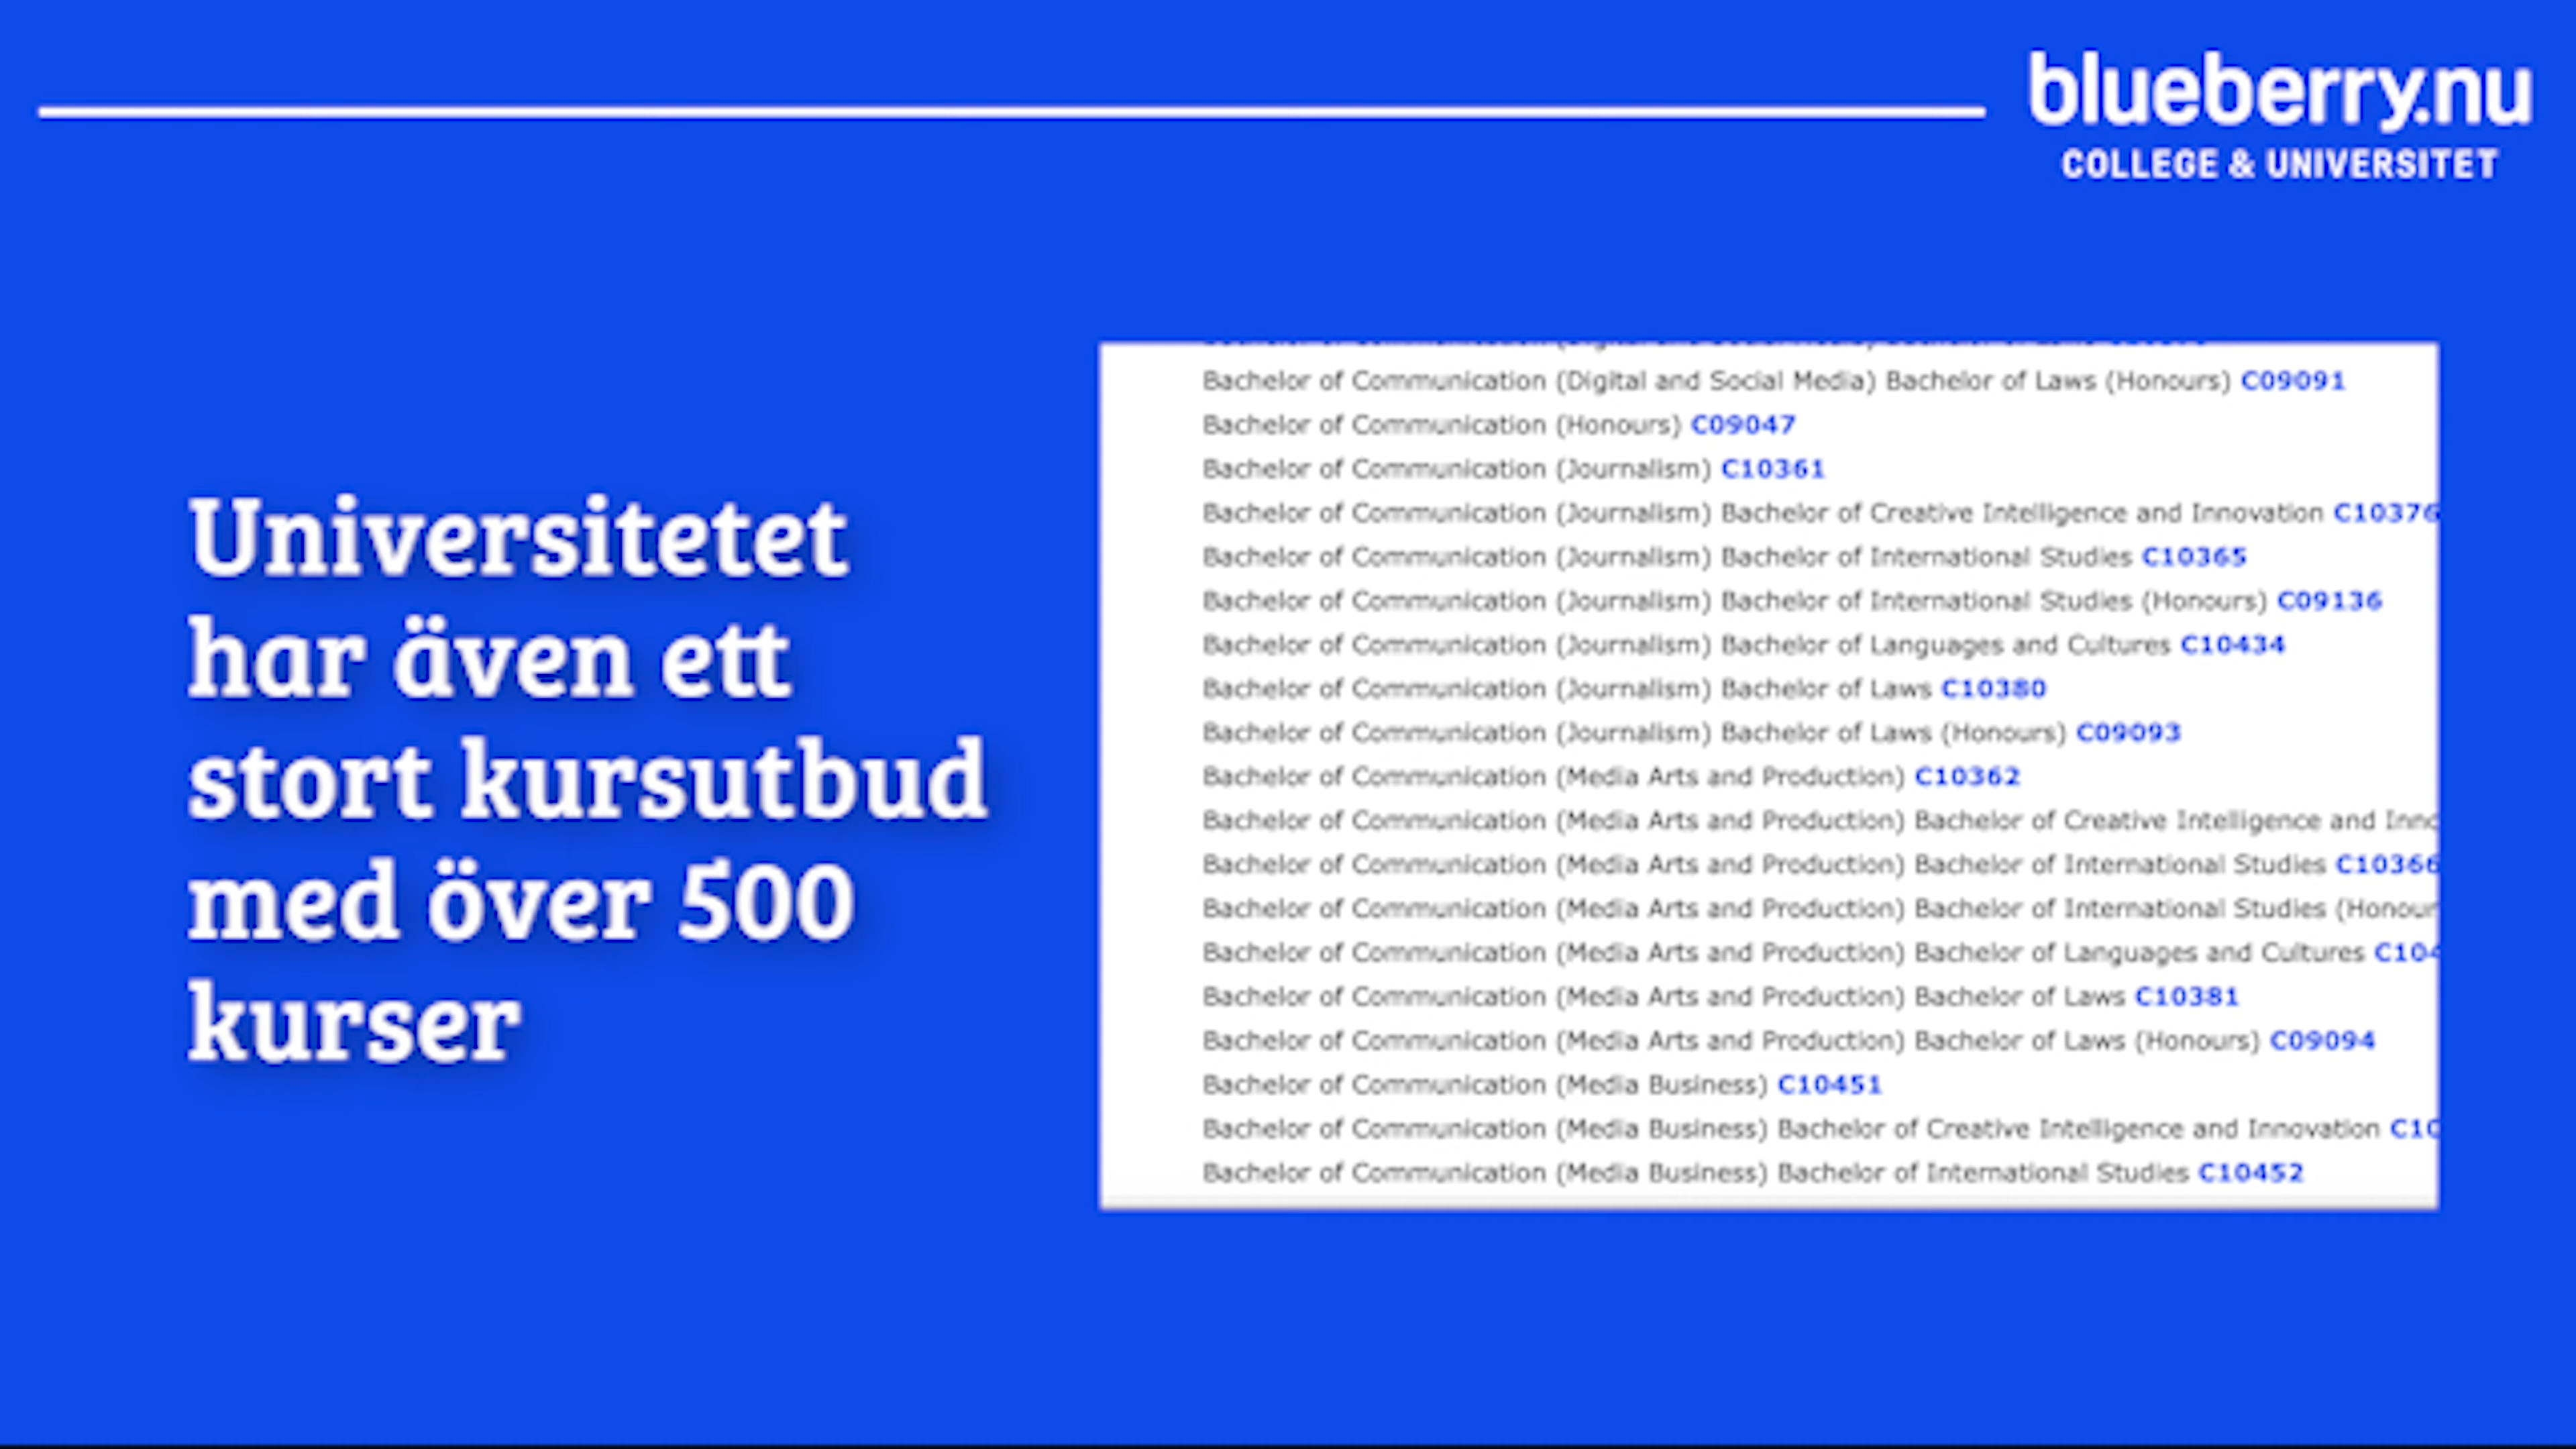 blueberry.nu
COLLEGE & UNIVERSITET
Universitetet
har även ett
stort kursutbud
med över 500
kurser
Bachelor of Communication (Digital and Social Media) Bachelor of Laws (Honours) C09091
Bachelor of Communication (Honours) C09047
Bachelor of Communication (Journalism) C10361
Bachelor of Communication (Journalism) Bachelor of Creative Intelligence and Innovation C10376
Bachelor of Communication (Journalism) Bachelor of International Studies C10365
Bachelor of Communication (Journalism) Bachelor of International Studies (Honours) C09136
Bachelor of Communication (Journalism) Bachelor of Languages and Cultures C10434
Bachelor of Communication (Journalism) Bachelor of Laws C10380
Bachelor of Communication (Journalism) Bachelor of Laws (Honours) C09093
Bachelor of Communication (Media Arts and Production) C10362
Bachelor of Communication (Media Arts and Production) Bachelor of Creative Intelligence and
Bachelor of Communication (Media Arts and Production) Bachelor of International Studies C10366
Bachelor of Communication (Media Arts and Production) Bachelor of International Studies (Honour
Bachelor of Communication (Media Arts and Production) Bachelor of Languages and Cultures C104
Bachelor of Communication (Media Arts and Production) Bachelor of Laws C10381
Bachelor of Communication (Media Arts and Production) Bachelor of Laws (Honours) C09094
Bachelor of Communication (Media Business) C10451
Bachelor of Communication (Media Business) Bachelor of Creative Intelligence and Innovation C10
Bachelor of Communication (Media Business) Bachelor of International Studies C10452